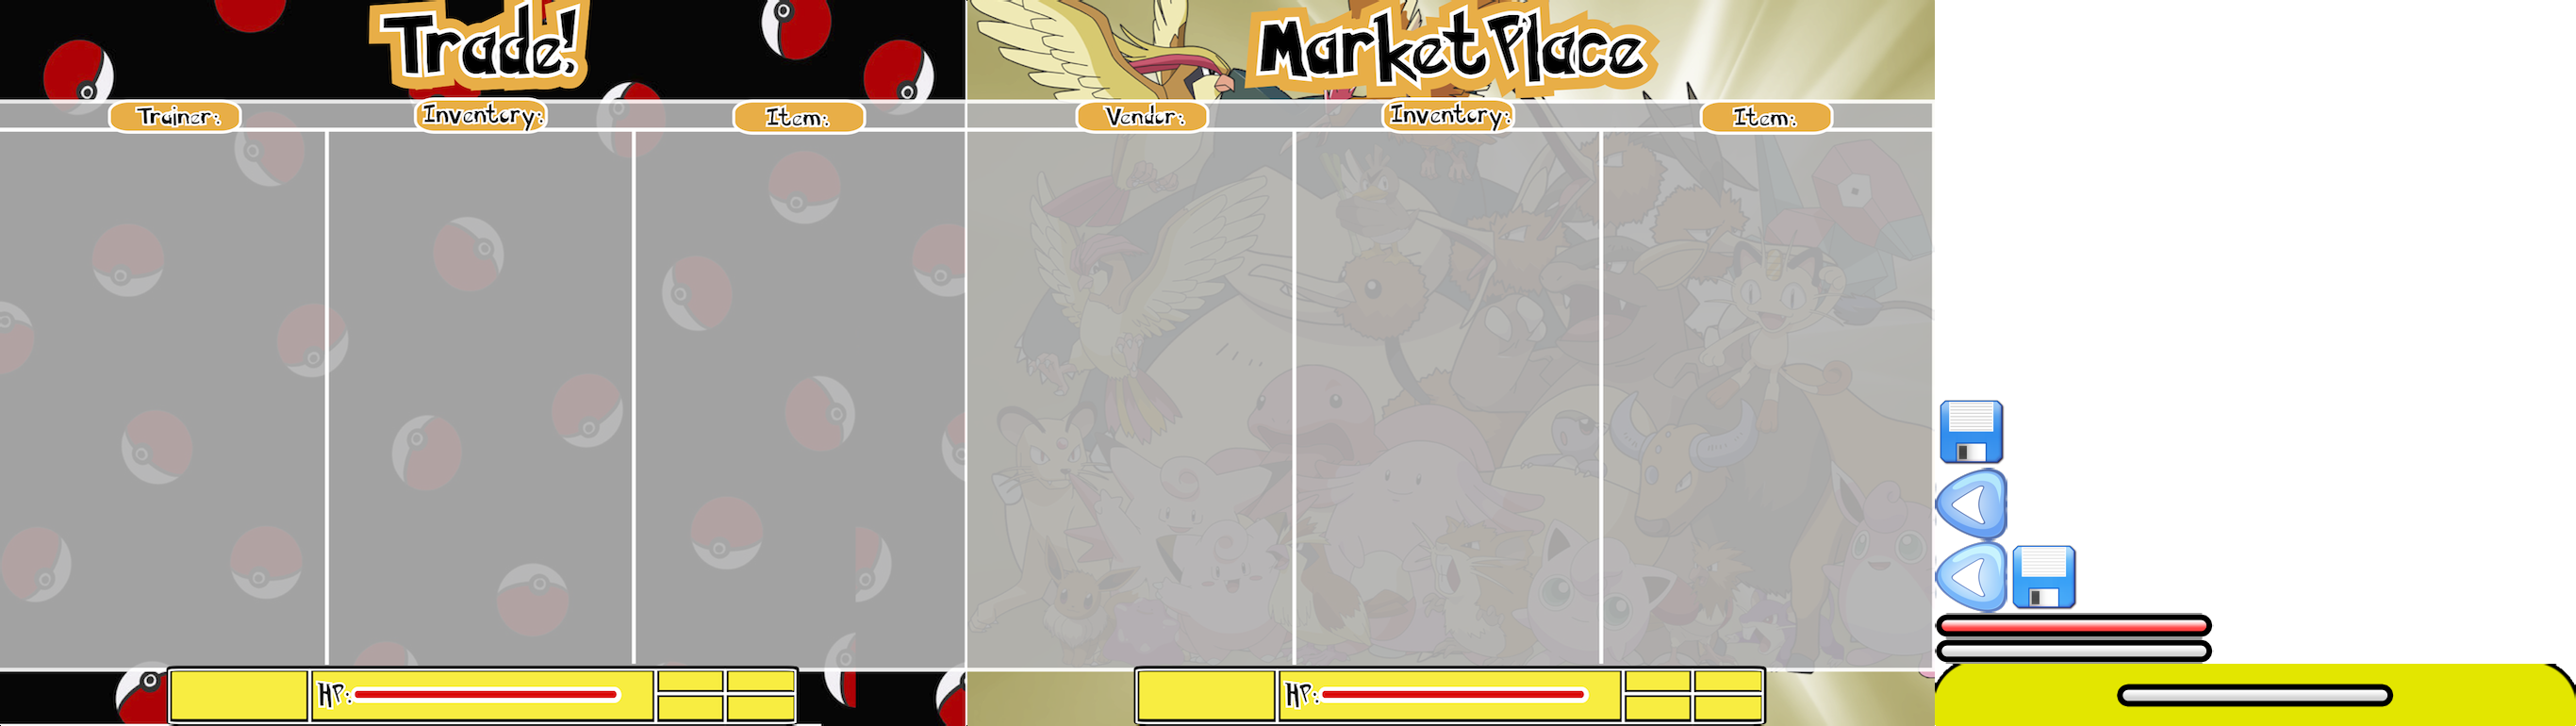 Trade!
Trainer:
Inventory:
Item:
HP:
Market Place
Vendor:
Inventory:
Item:
HP: